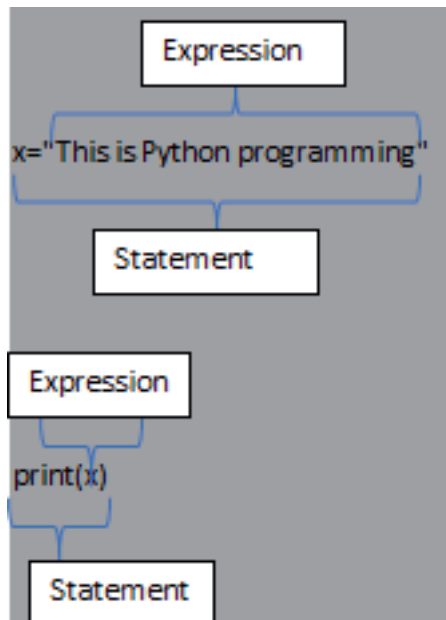 Expression
x="This is Python programming"
Statement
Expression
print(x)
Statement